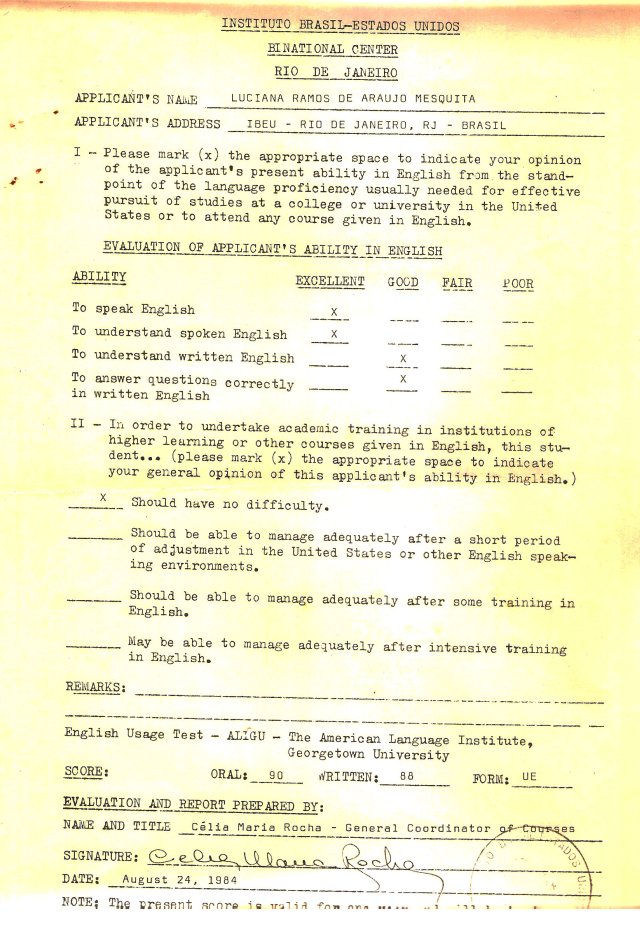 INSTITUTO BRASIL-ESTADOS UNIDOS
BINATIONAL CENTER
RIO DE JANEIRO
APPLICANT'S NAME LUCIANA RAMOS DE ARAUJO MESQUITA
APPLICANT'S ADDRESS IBEU - RIO DE JANEIRO, RJ - BRASIL
I - Please mark (x) the appropriate space to indicate your opinion
of the applicant's present ability in English from the stand-
point of the language proficiency usually needed for effective
pursuit of studies at a college or university in the United
States or to attend any course given in English.
EVALUATION OF APPLICANT'S ABILITY IN ENGLISH
ABILITY EXCELLENT GOOD FAIR POOR
To speak English X
To understand spoken English X
To understand written English X
To answer questions correctly X
in written English
II - In order to undertake academic training in institutions of
higher learning or other courses given in English, this stu-
dent... (please mark (x) the appropriate space to indicate
your general opinion of this applicant's ability in English.)
X Should have no difficulty.
Should be able to manage adequately after a short period
of adjustment in the United States or other English speak-
ing environments.
Should be able to manage adequately after some training in
English.
May be able to manage adequately after intensive training
in English.
REMARKS:
English Usage Test - ALIGU - The American Language Institute,
Georgetown University
SCORE: ORAL: 90 WRITTEN: 88 FORM: UE
EVALUATION AND REPORT PREPARED BY:
NAME AND TITLE Célia Maria Rocha - General Coordinator of Courses
SIGNATURE: Celia Maria Rocha
DATE: August 24, 1984
NOTE: The present score is valid for one